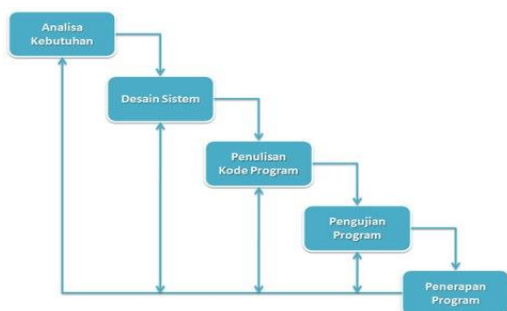 Analisa
Kebutuhan
Desain Sistem
Penulisan
Kode Program
Pengujian
Program
Penerapan
Program